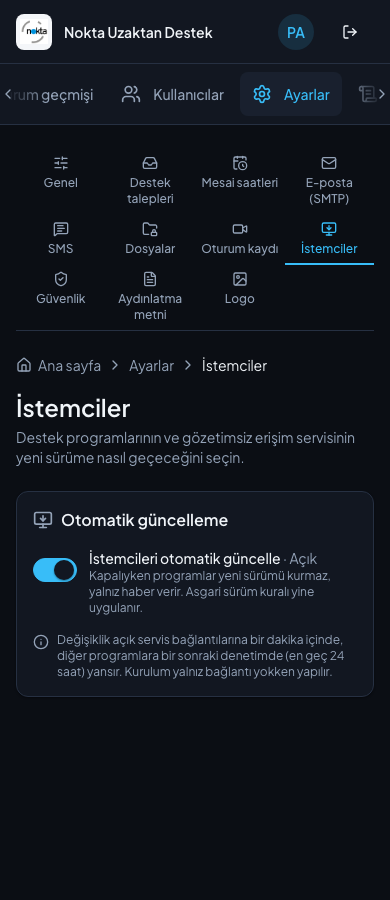 nokta
Nokta Uzaktan Destek
PA
rum geçmişi
Kullanıcılar
Ayarlar
Genel
Destek
talepleri
Mesai saatleri
E-posta
(SMTP)
SMS
Dosyalar
Oturum kaydı
İstemciler
Güvenlik
Aydınlatma
metni
Logo
Ana sayfa > Ayarlar > İstemciler
İstemciler
Destek programlarının ve gözetimsiz erişim servisinin
yeni sürüme nasıl geçeceğini seçin.
Otomatik güncelleme
İstemcileri otomatik güncelle · Açık
Kapalıyken programlar yeni sürümü kurmaz,
yalnız haber verir. Asgari sürüm kuralı yine
uygulanır.
Değişiklik açık servis bağlantılarına bir dakika içinde,
diğer programlara bir sonraki denetimde (en geç 24
saat) yansır. Kurulum yalnız bağlantı yokken yapılır.